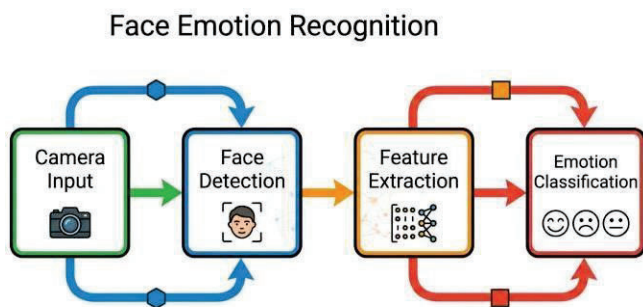 Face Emotion Recognition
Camera
Input
Face
Detection
Feature
Extraction
Emotion
Classification